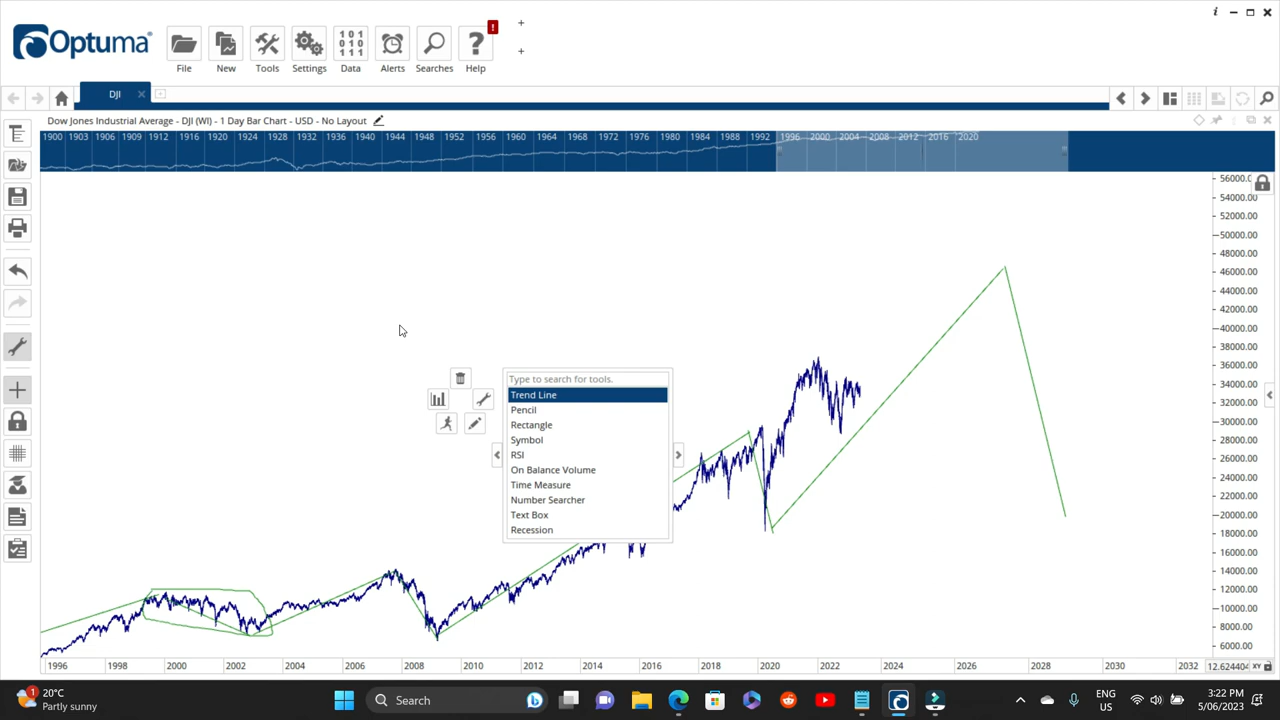 Optuma
File New Tools Settings Data Alerts Searches Help
DJI
Dow Jones Industrial Average - DJI (WI) - 1 Day Bar Chart - USD - No Layout
1900 1903 1906 1909 1912 1916 1920 1924 1928 1932 1936 1940 1944 1948 1952 1956 1960 1964 1968 1972 1976 1980 1984 1988 1992 1996 2000 2004 2008 2012 2016 2020
56000.00
54000.00
52000.00
50000.00
48000.00
46000.00
44000.00
42000.00
40000.00
38000.00
36000.00
34000.00
32000.00
30000.00
28000.00
26000.00
24000.00
22000.00
20000.00
18000.00
16000.00
14000.00
12000.00
10000.00
8000.00
6000.00
Type to search for tools.
Trend Line
Pencil
Rectangle
Symbol
RSI
On Balance Volume
Time Measure
Number Searcher
Text Box
Recession
1996 1998 2000 2002 2004 2006 2008 2010 2012 2014 2016 2018 2020 2022 2024 2026 2028 2030 2032 12.624404 XY
1 20°C
Partly sunny
Search
ENG
US
3:22 PM
5/06/2023